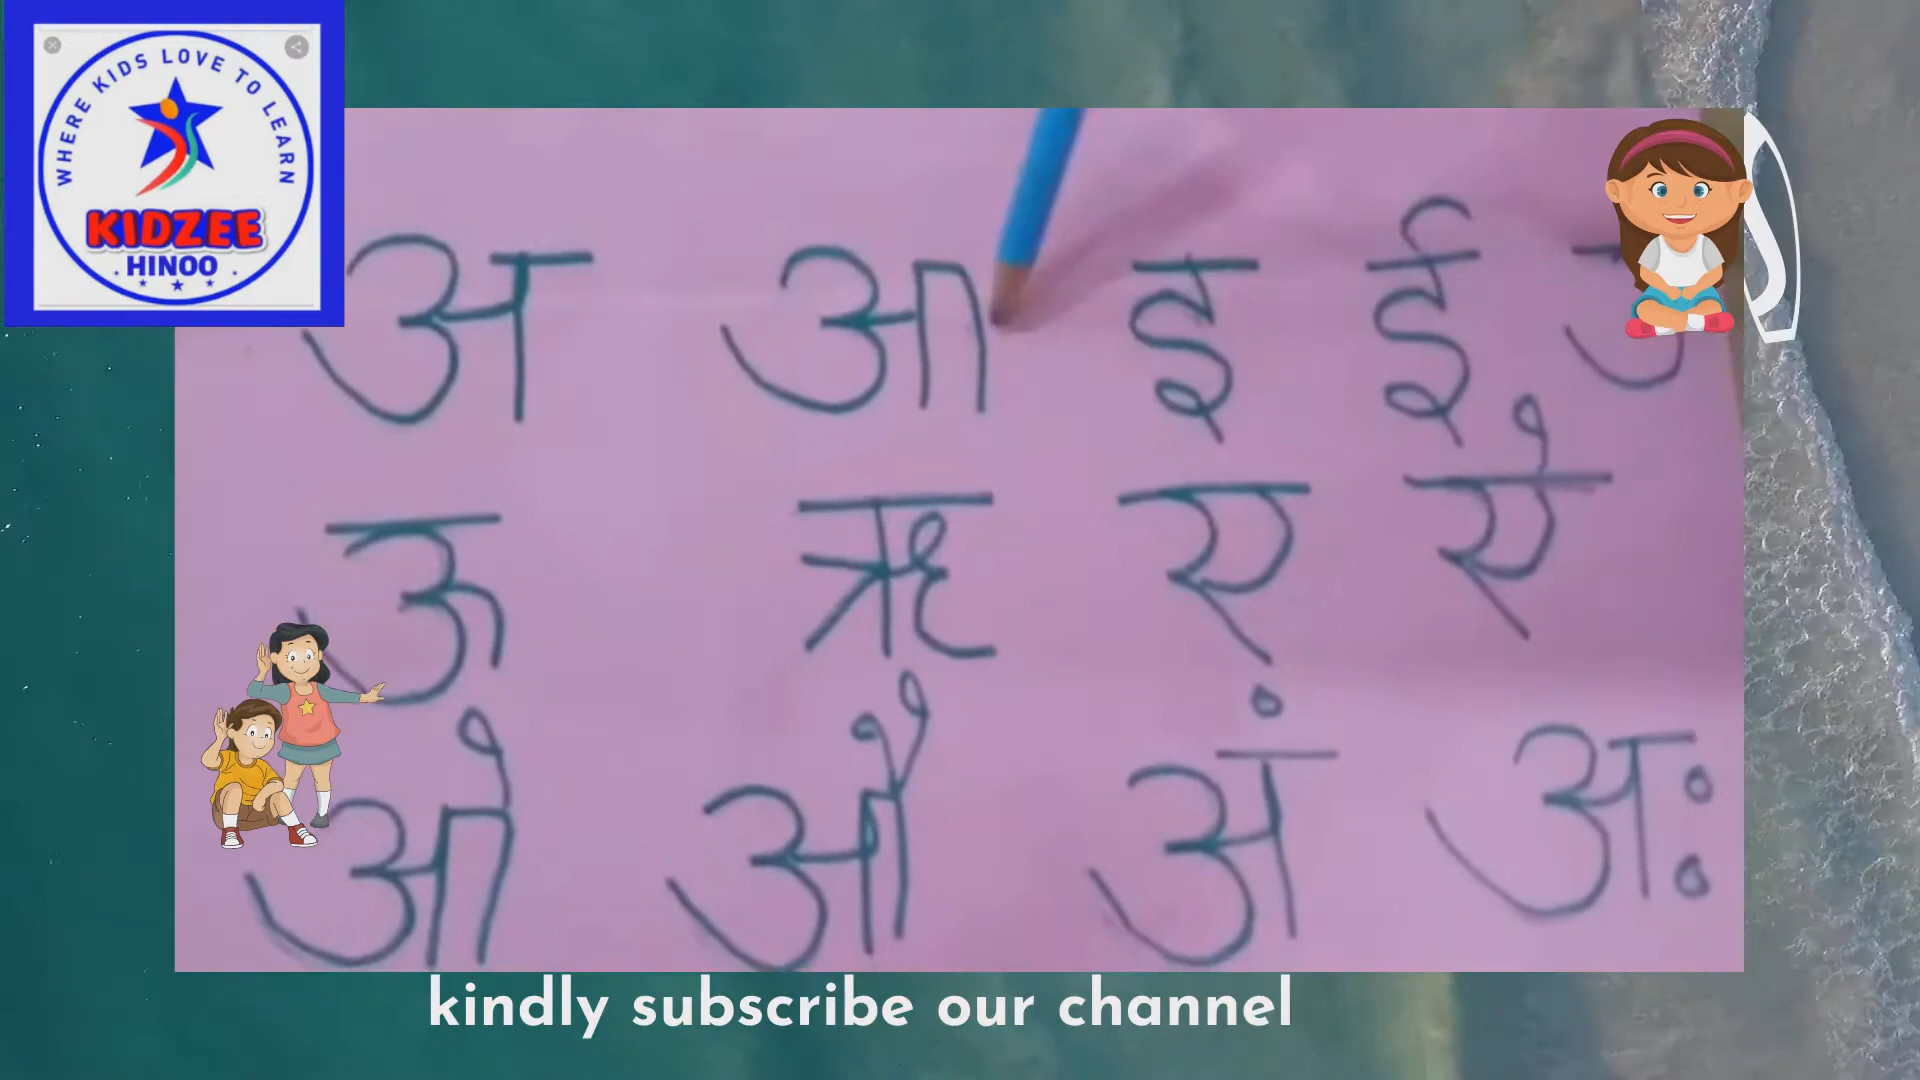 WHERE KIDS LOVE TO LEARN
KIDZEE
HINOO
अ आ इ ई उ
ऊ ऋ ए ऐ
ओ औ अं अः
kindly subscribe our channel